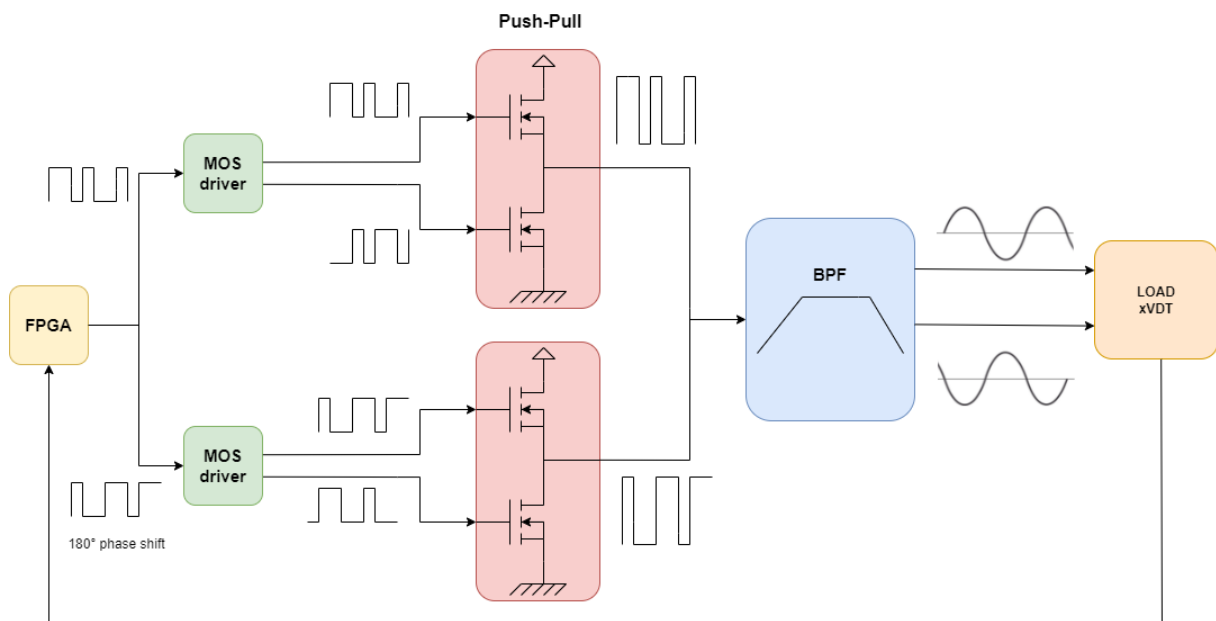 Push-Pull
MOS
driver
BPF
LOAD
xVDT
FPGA
MOS
driver
180° phase shift